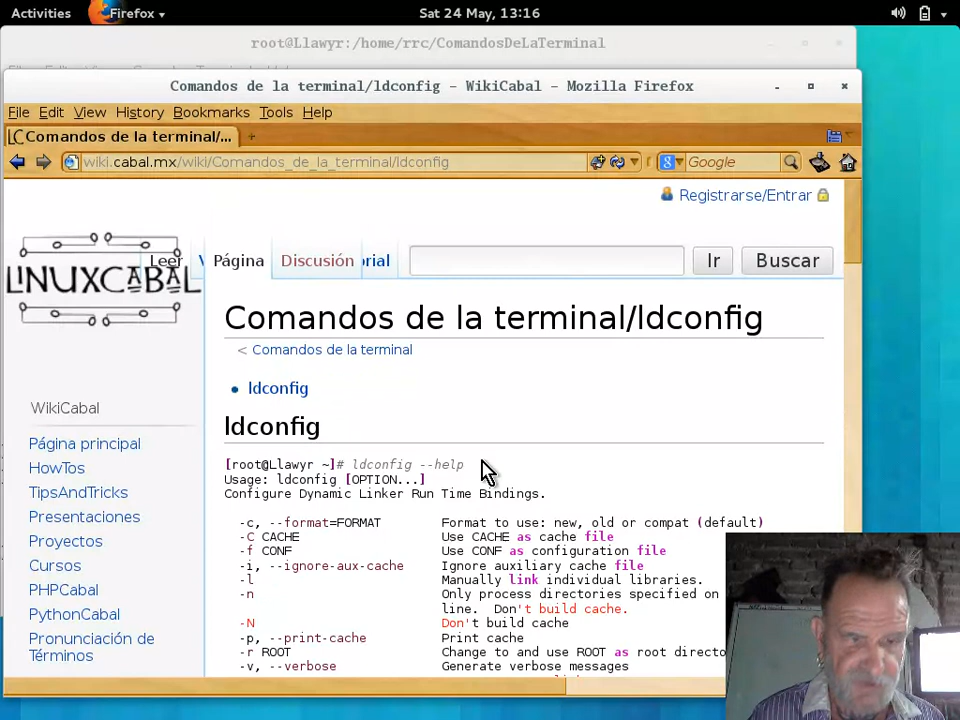 Activities Firefox Sat 24 May, 13:16
root@Llawyr:/home/rrc/ComandosDeLaTerminal
Comandos de la terminal/ldconfig - WikiCabal - Mozilla Firefox
File Edit View History Bookmarks Tools Help
Comandos de la terminal/...
wiki.cabal.mx/wiki/Comandos_de_la_terminal/ldconfig
Google
Registrarse/Entrar
LINUXCABAL
Leer
Página
Discusión
Ir
Buscar
Comandos de la terminal/ldconfig
< Comandos de la terminal
ldconfig
WikiCabal
Página principal
HowTos
TipsAndTricks
Presentaciones
Proyectos
Cursos
PHPCabal
PythonCabal
Pronunciación de
Términos
ldconfig
[root@Llawyr ~]# ldconfig --help
Usage: ldconfig [OPTION...]
Configure Dynamic Linker Run Time Bindings.
-c, --format=FORMAT Format to use: new, old or compat (default)
-C CACHE Use CACHE as cache file
-f CONF Use CONF as configuration file
-i, --ignore-aux-cache Ignore auxiliary cache file
-l Manually link individual libraries.
-n Only process directories specified on
line. Don't build cache.
-N Don't build cache
-p, --print-cache Print cache
-r ROOT Change to and use ROOT as root directo
-v, --verbose Generate verbose messages